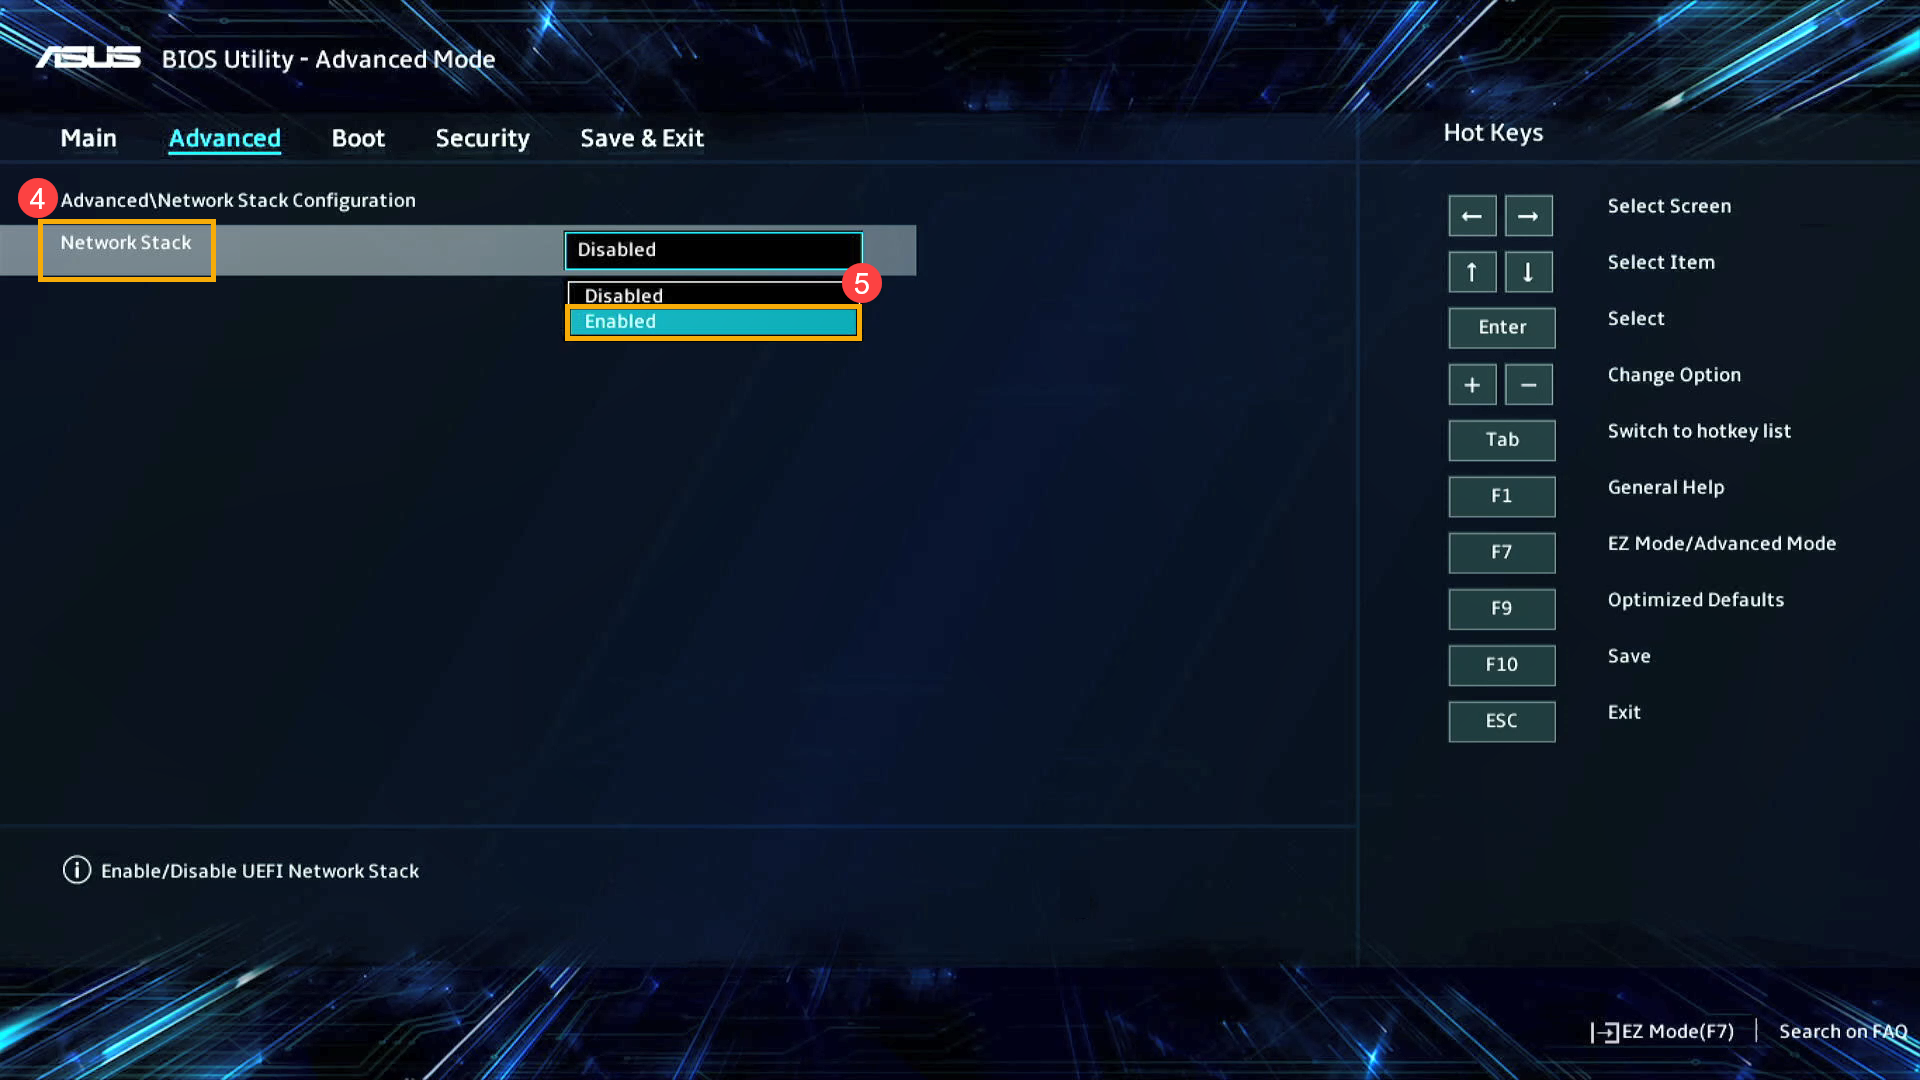 ASUS BIOS Utility - Advanced Mode
Main Advanced Boot Security Save & Exit
4 Advanced\Network Stack Configuration
Network Stack Disabled
5
Disabled
Enabled
Enable/Disable UEFI Network Stack
Hot Keys
← → Select Screen
↑ ↓ Select Item
Enter Select
+ − Change Option
Tab Switch to hotkey list
F1 General Help
F7 EZ Mode/Advanced Mode
F9 Optimized Defaults
F10 Save
ESC Exit
EZ Mode(F7) | Search on FAQ